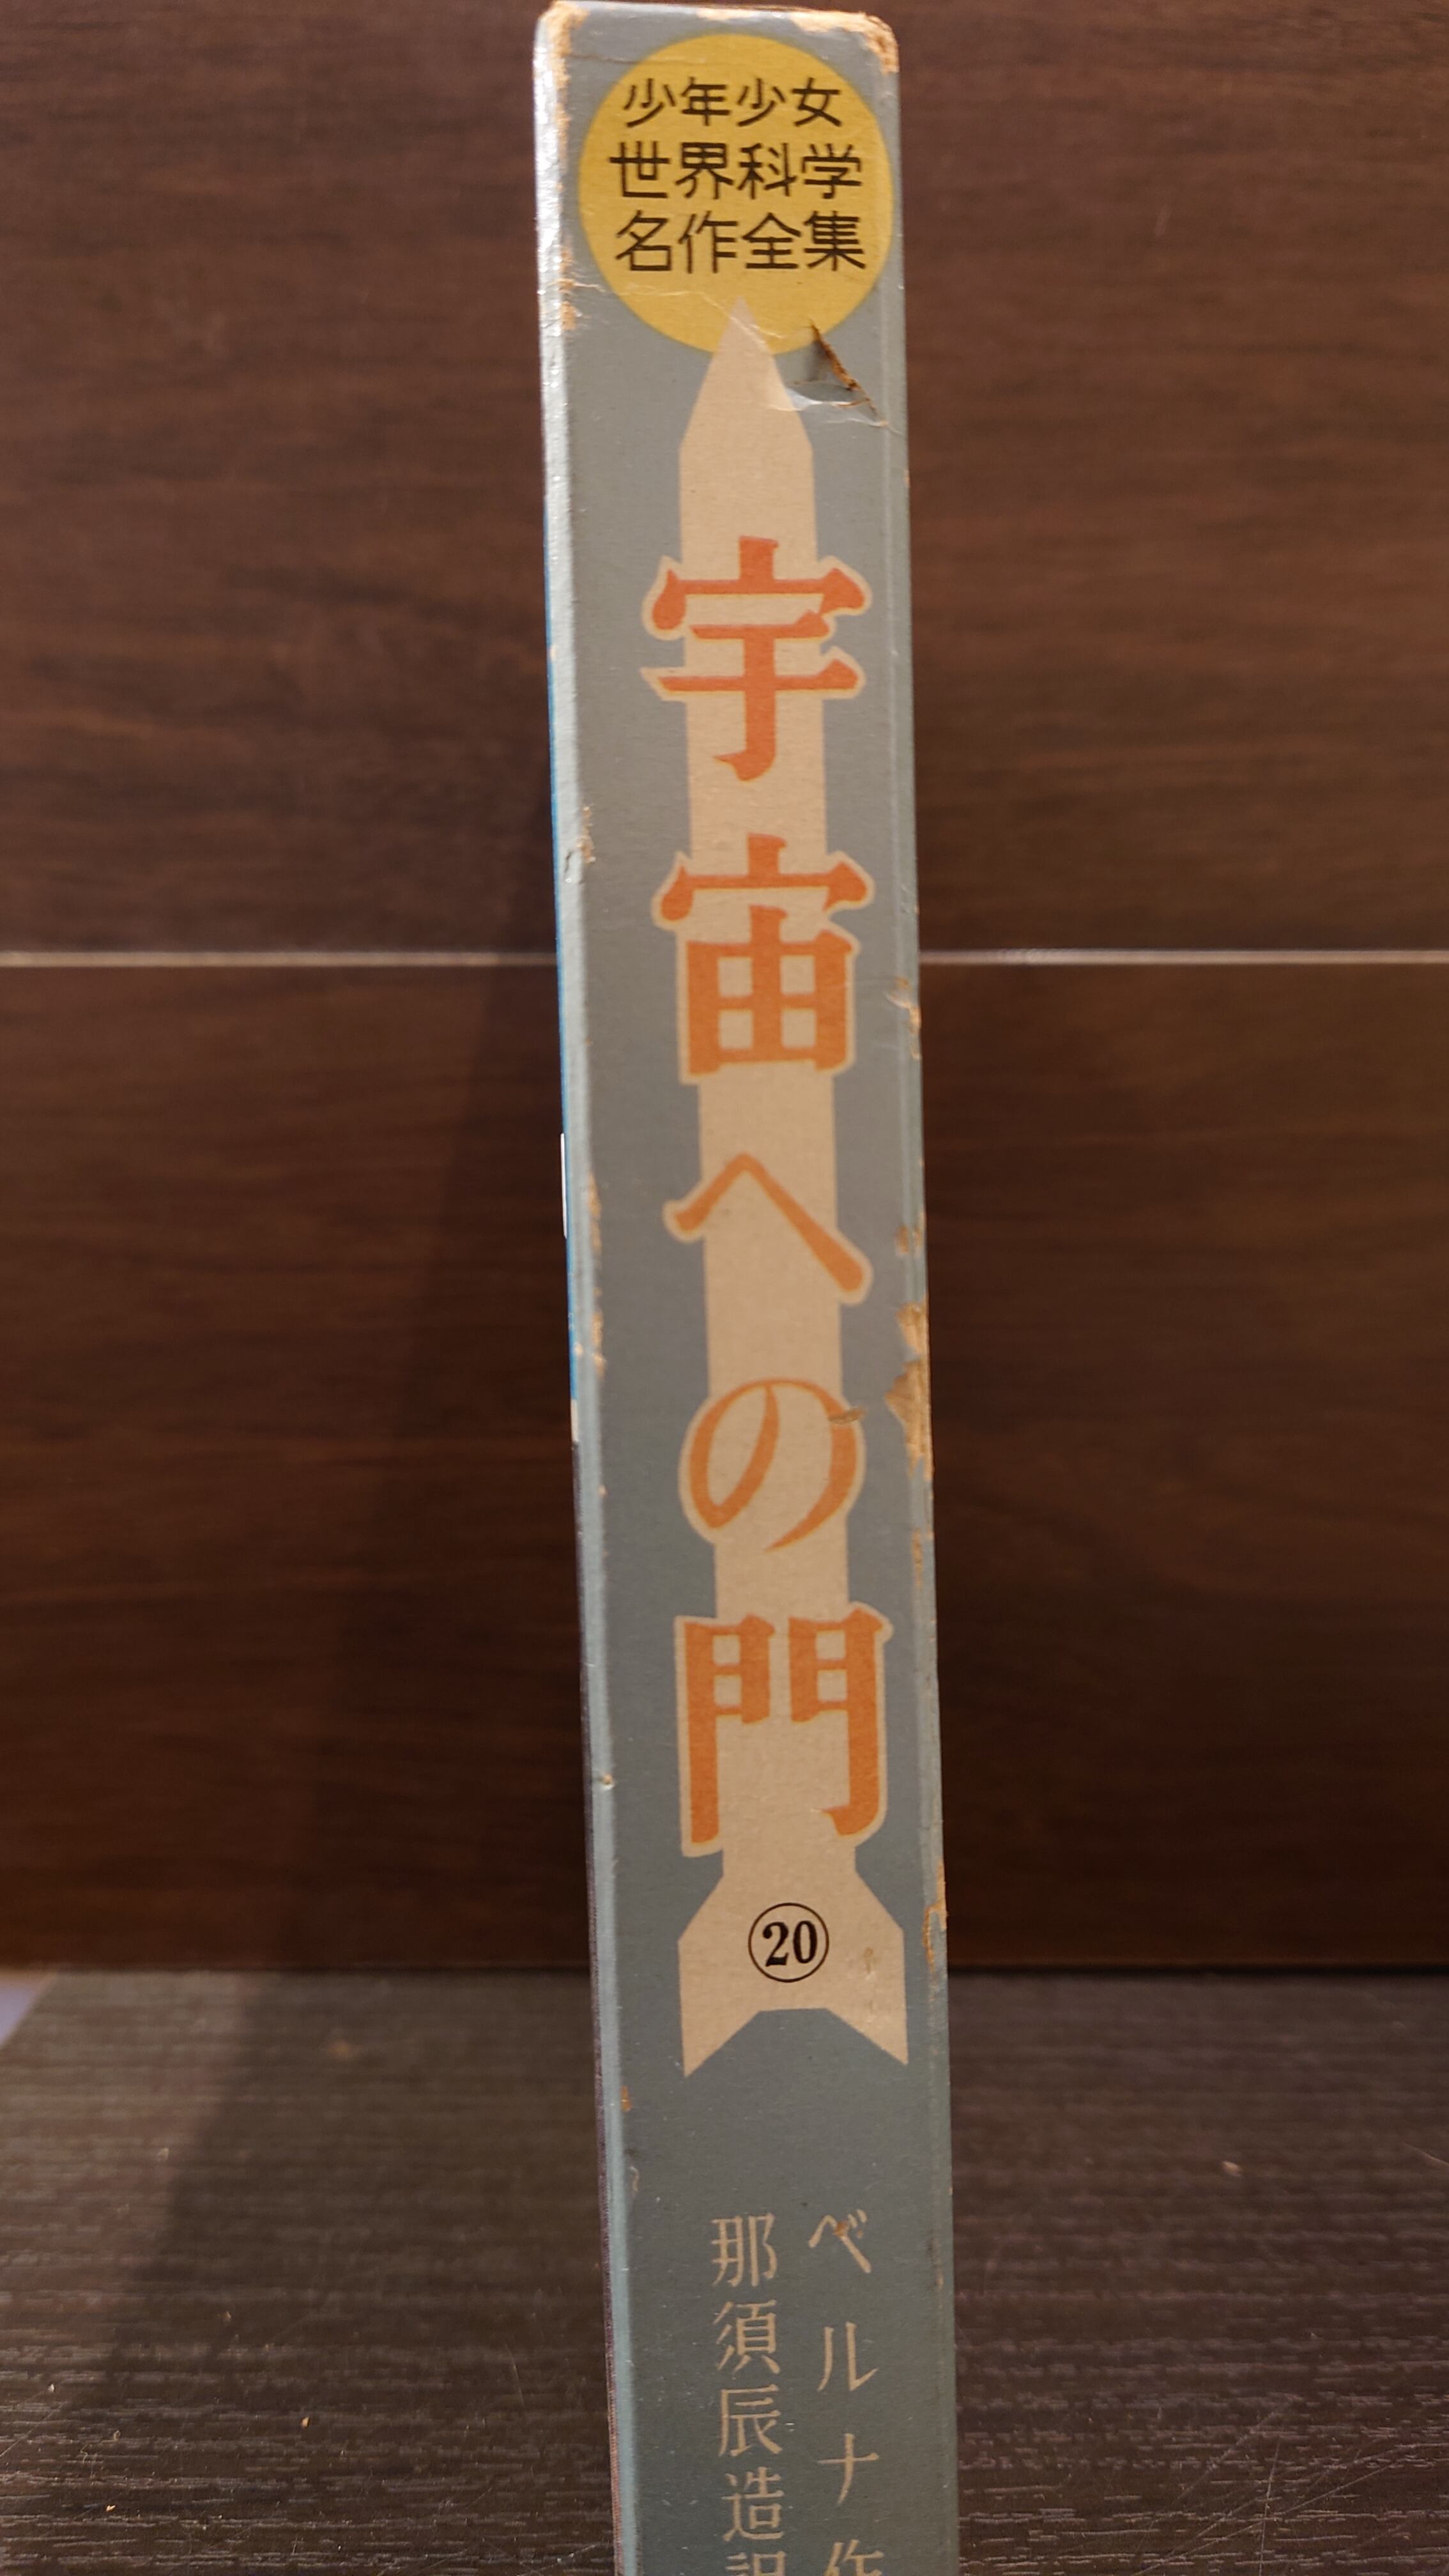 少年少女
世界科学
名作全集
宇宙への門
⑳
ベルナ作
那須辰造訳